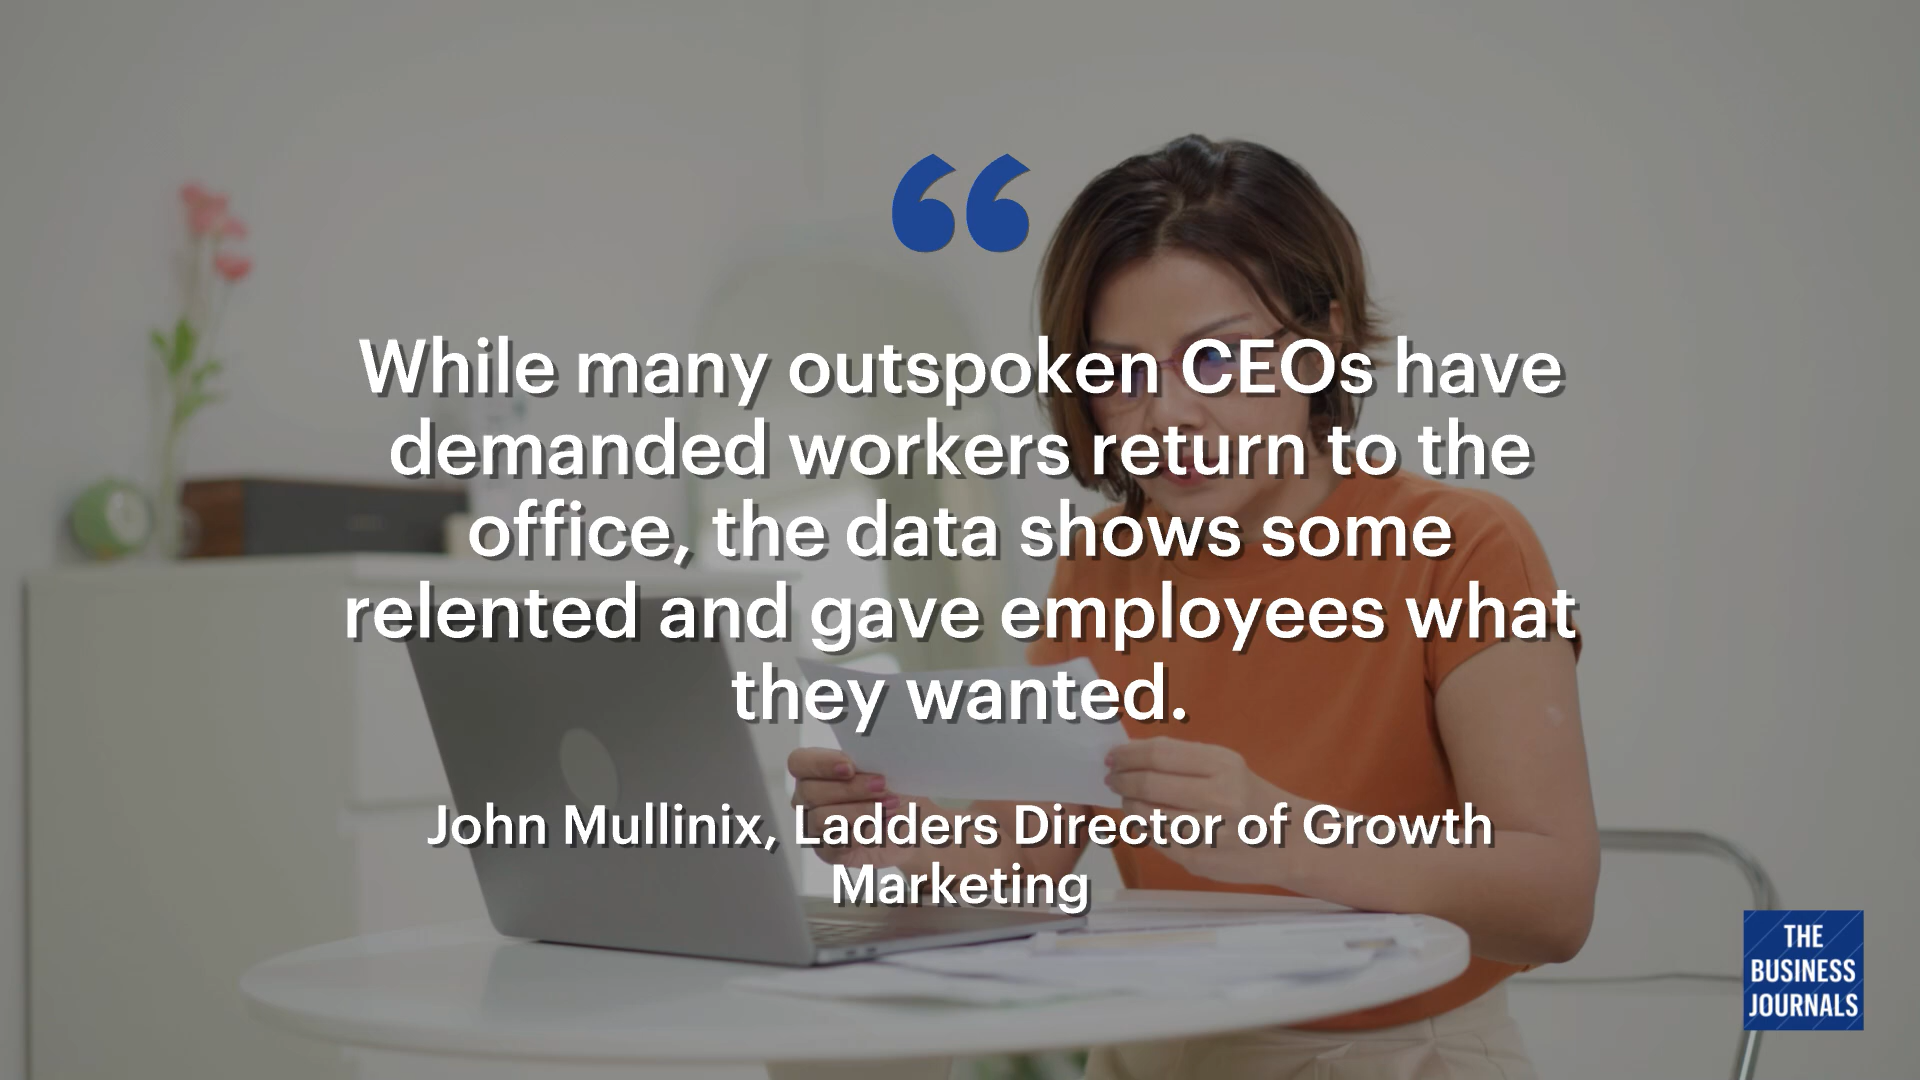 “
While many outspoken CEOs have
demanded workers return to the
office, the data shows some
relented and gave employees what
they wanted.
John Mullinix, Ladders Director of Growth
Marketing
THE
BUSINESS
JOURNALS